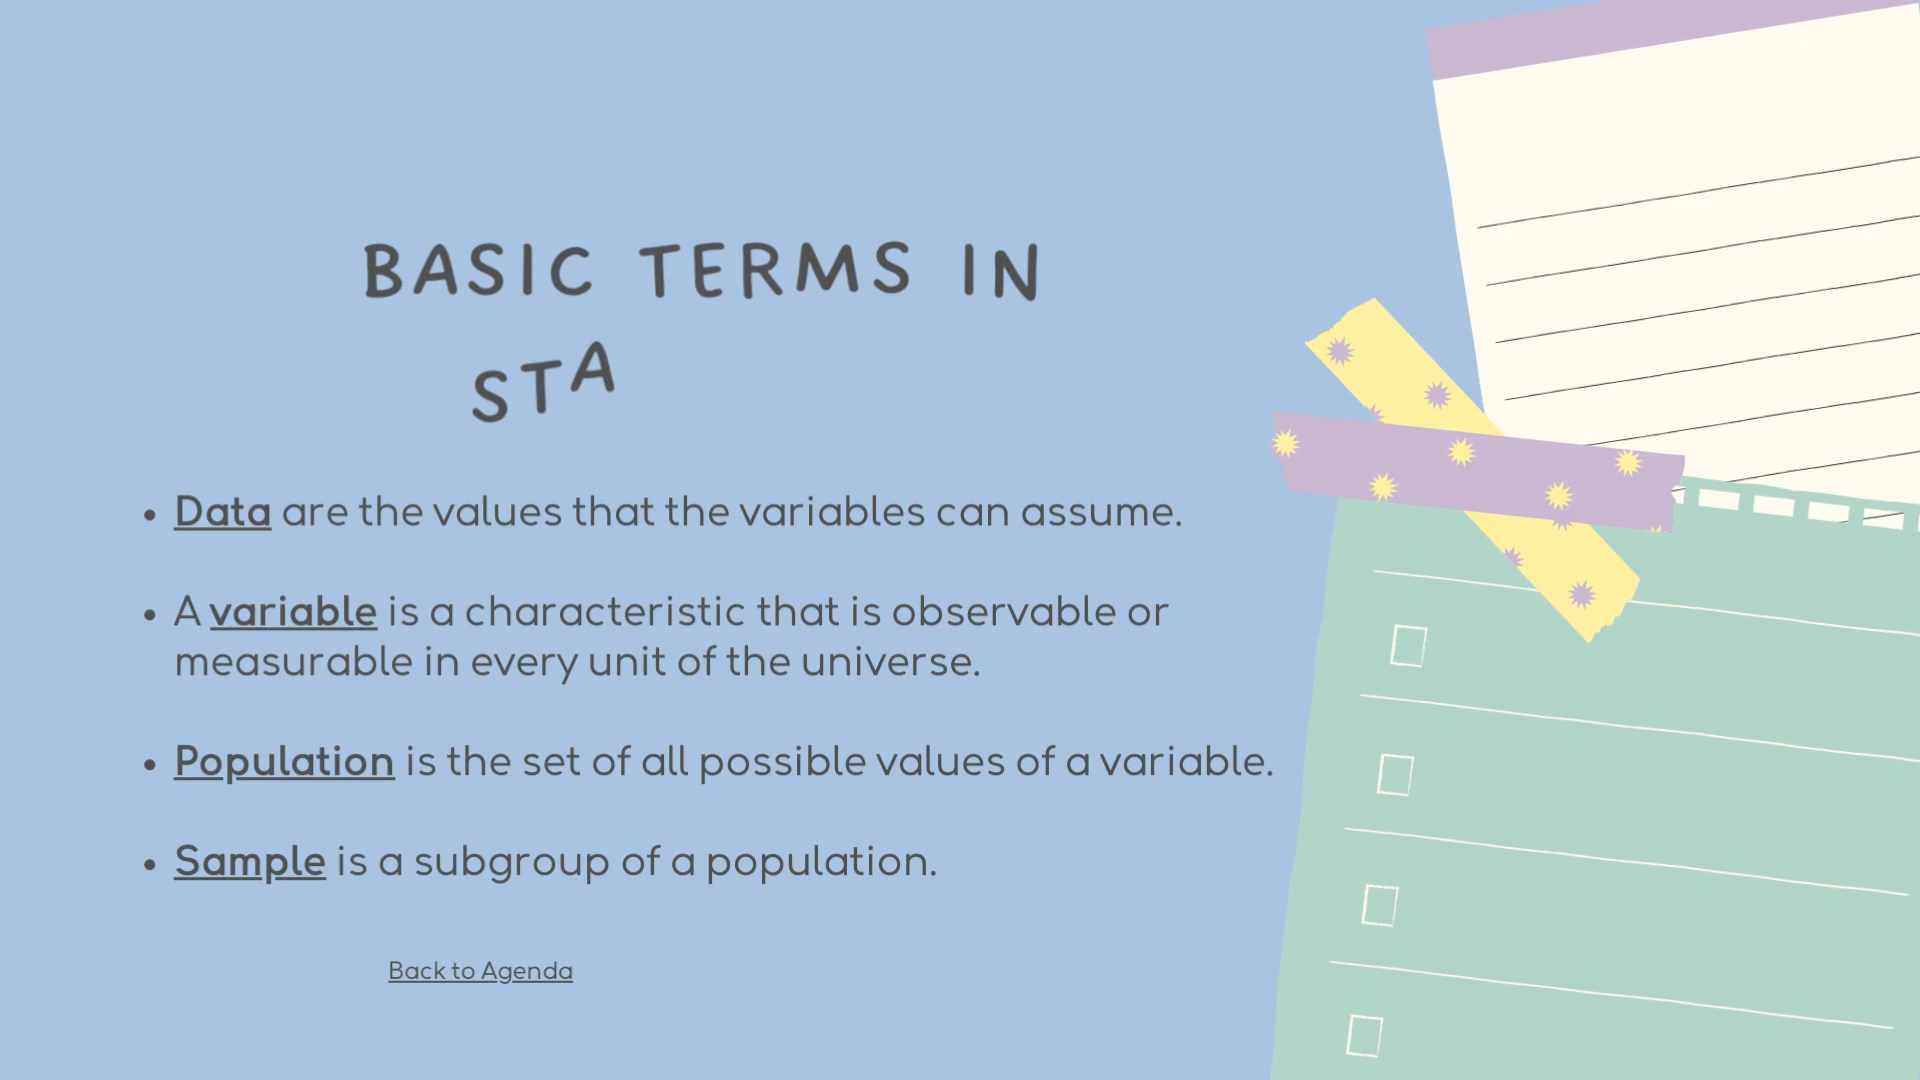 BASIC TERMS IN
STA
• Data are the values that the variables can assume.
• A variable is a characteristic that is observable or
measurable in every unit of the universe.
• Population is the set of all possible values of a variable.
• Sample is a subgroup of a population.
Back to Agenda